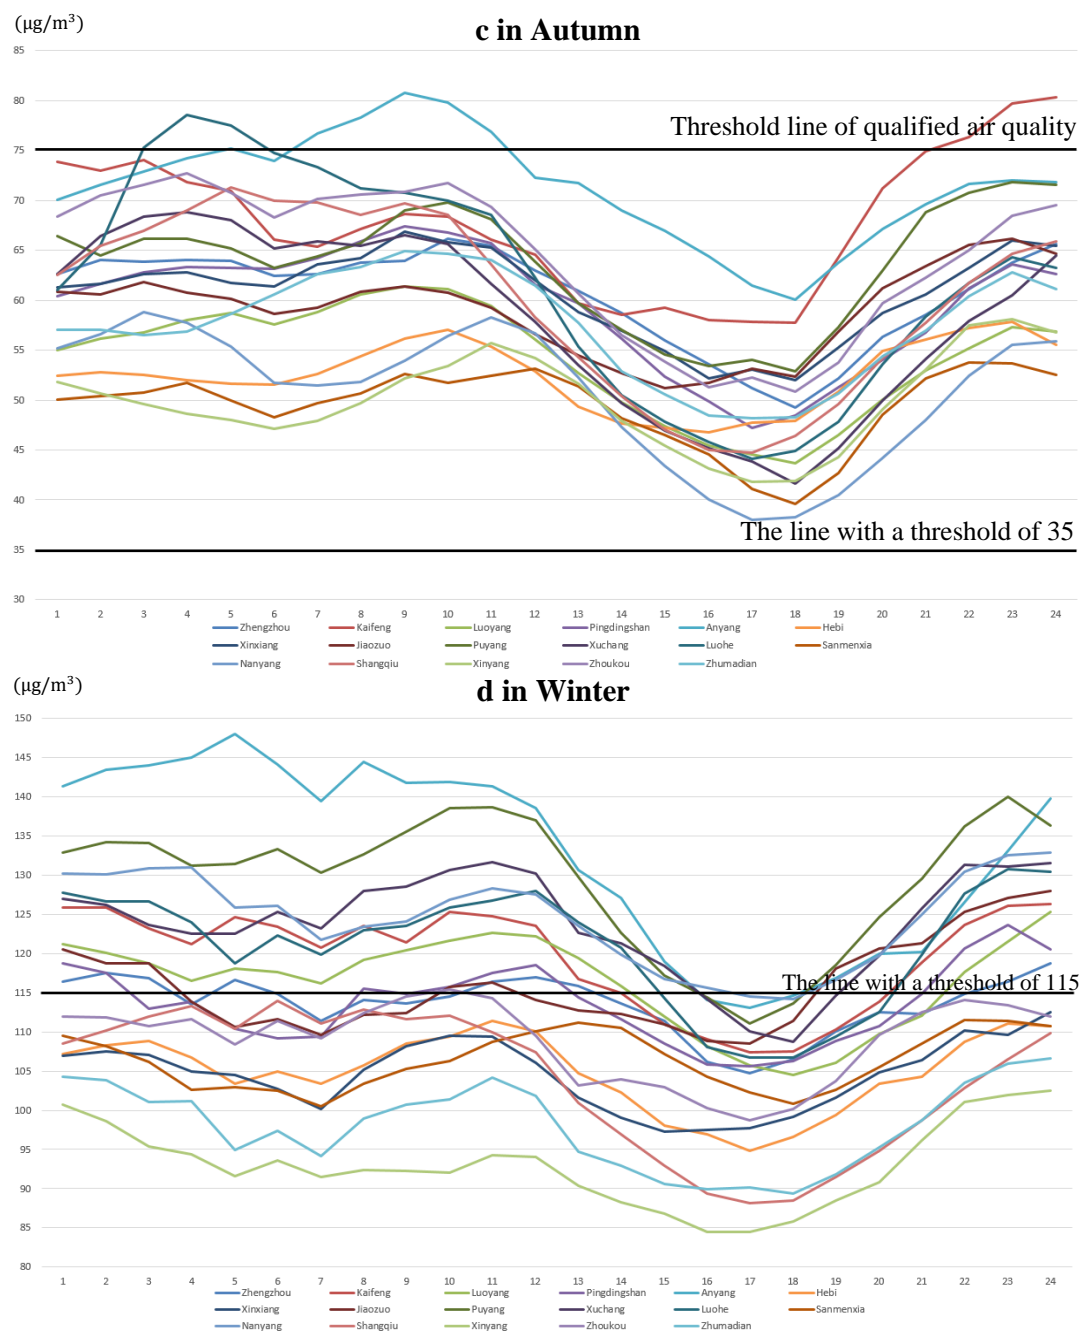 (μg/m³)
c in Autumn
85
80
Threshold line of qualified air quality
75
70
65
60
55
50
45
40
The line with a threshold of 35
35
30
1 2 3 4 5 6 7 8 9 10 11 12 13 14 15 16 17 18 19 20 21 22 23 24
Zhengzhou Kaifeng Luoyang Pingdingshan Anyang Hebi
Xinxiang Jiaozuo Puyang Xuchang Luohe Sanmenxia
Nanyang Shangqiu Xinyang Zhoukou Zhumadian
(μg/m³)
d in Winter
150
145
140
135
130
125
120
115
The line with a threshold of 115
110
105
100
95
90
85
80
1 2 3 4 5 6 7 8 9 10 11 12 13 14 15 16 17 18 19 20 21 22 23 24
Zhengzhou Kaifeng Luoyang Pingdingshan Anyang Hebi
Xinxiang Jiaozuo Puyang Xuchang Luohe Sanmenxia
Nanyang Shangqiu Xinyang Zhoukou Zhumadian